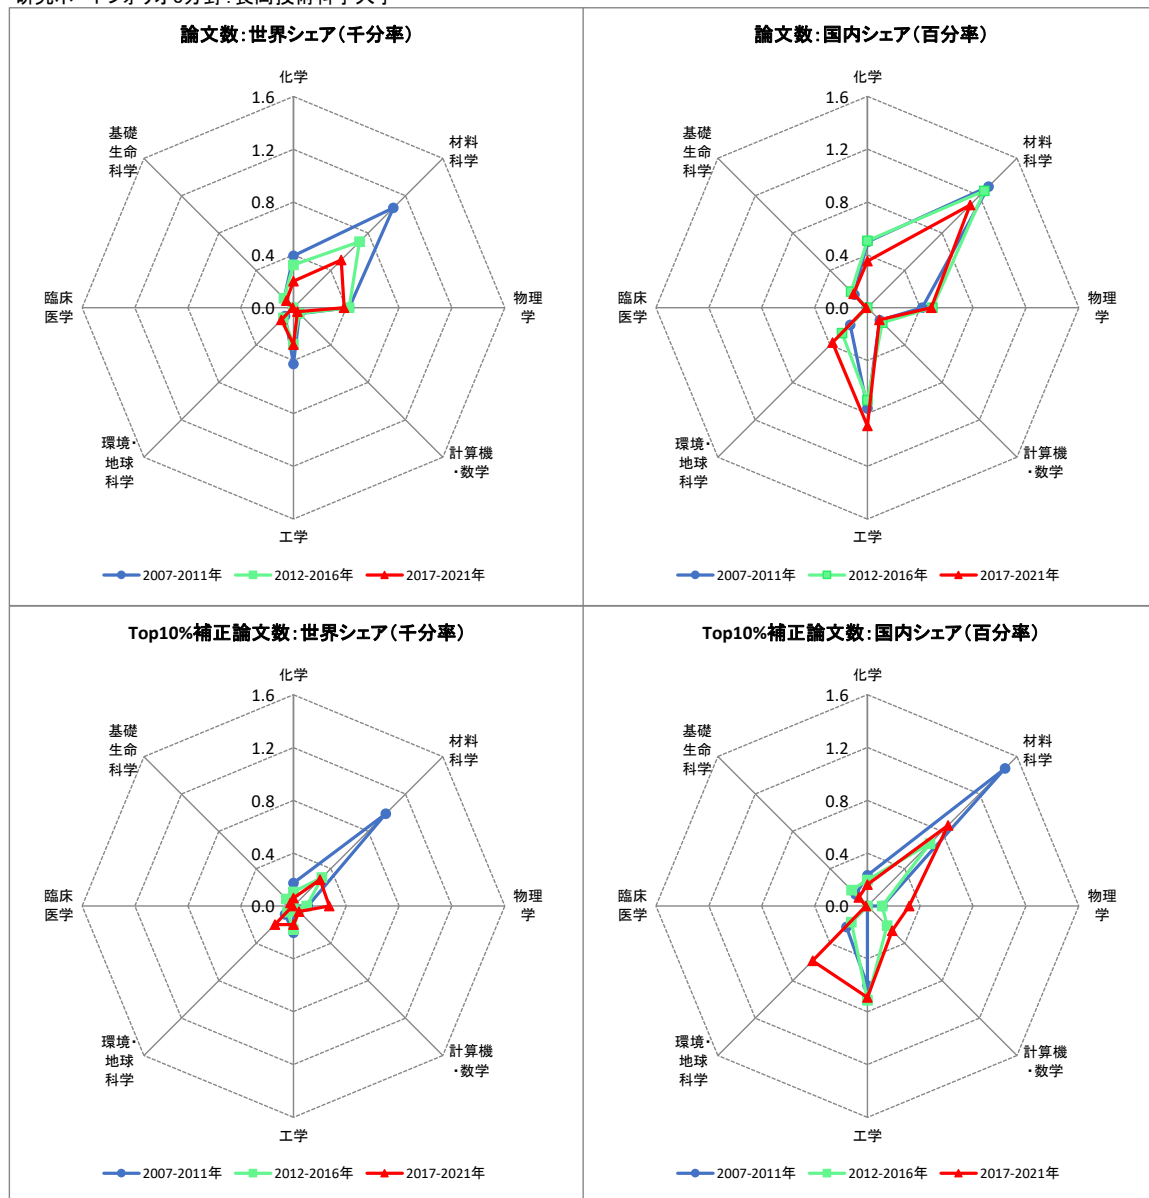 論文数：世界シェア（千分率）
化学
1.6
1.2
0.8
0.4
0.0
材料
科学
物理
学
計算機
・数学
工学
環境・
地球
科学
臨床
医学
基礎
生命
科学
2007-2011年 2012-2016年 2017-2021年
論文数：国内シェア（百分率）
化学
1.6
1.2
0.8
0.4
0.0
材料
科学
物理
学
計算機
・数学
工学
環境・
地球
科学
臨床
医学
基礎
生命
科学
2007-2011年 2012-2016年 2017-2021年
Top10%補正論文数：世界シェア（千分率）
化学
1.6
1.2
0.8
0.4
0.0
材料
科学
物理
学
計算機
・数学
工学
環境・
地球
科学
臨床
医学
基礎
生命
科学
2007-2011年 2012-2016年 2017-2021年
Top10%補正論文数：国内シェア（百分率）
化学
1.6
1.2
0.8
0.4
0.0
材料
科学
物理
学
計算機
・数学
工学
環境・
地球
科学
臨床
医学
基礎
生命
科学
2007-2011年 2012-2016年 2017-2021年